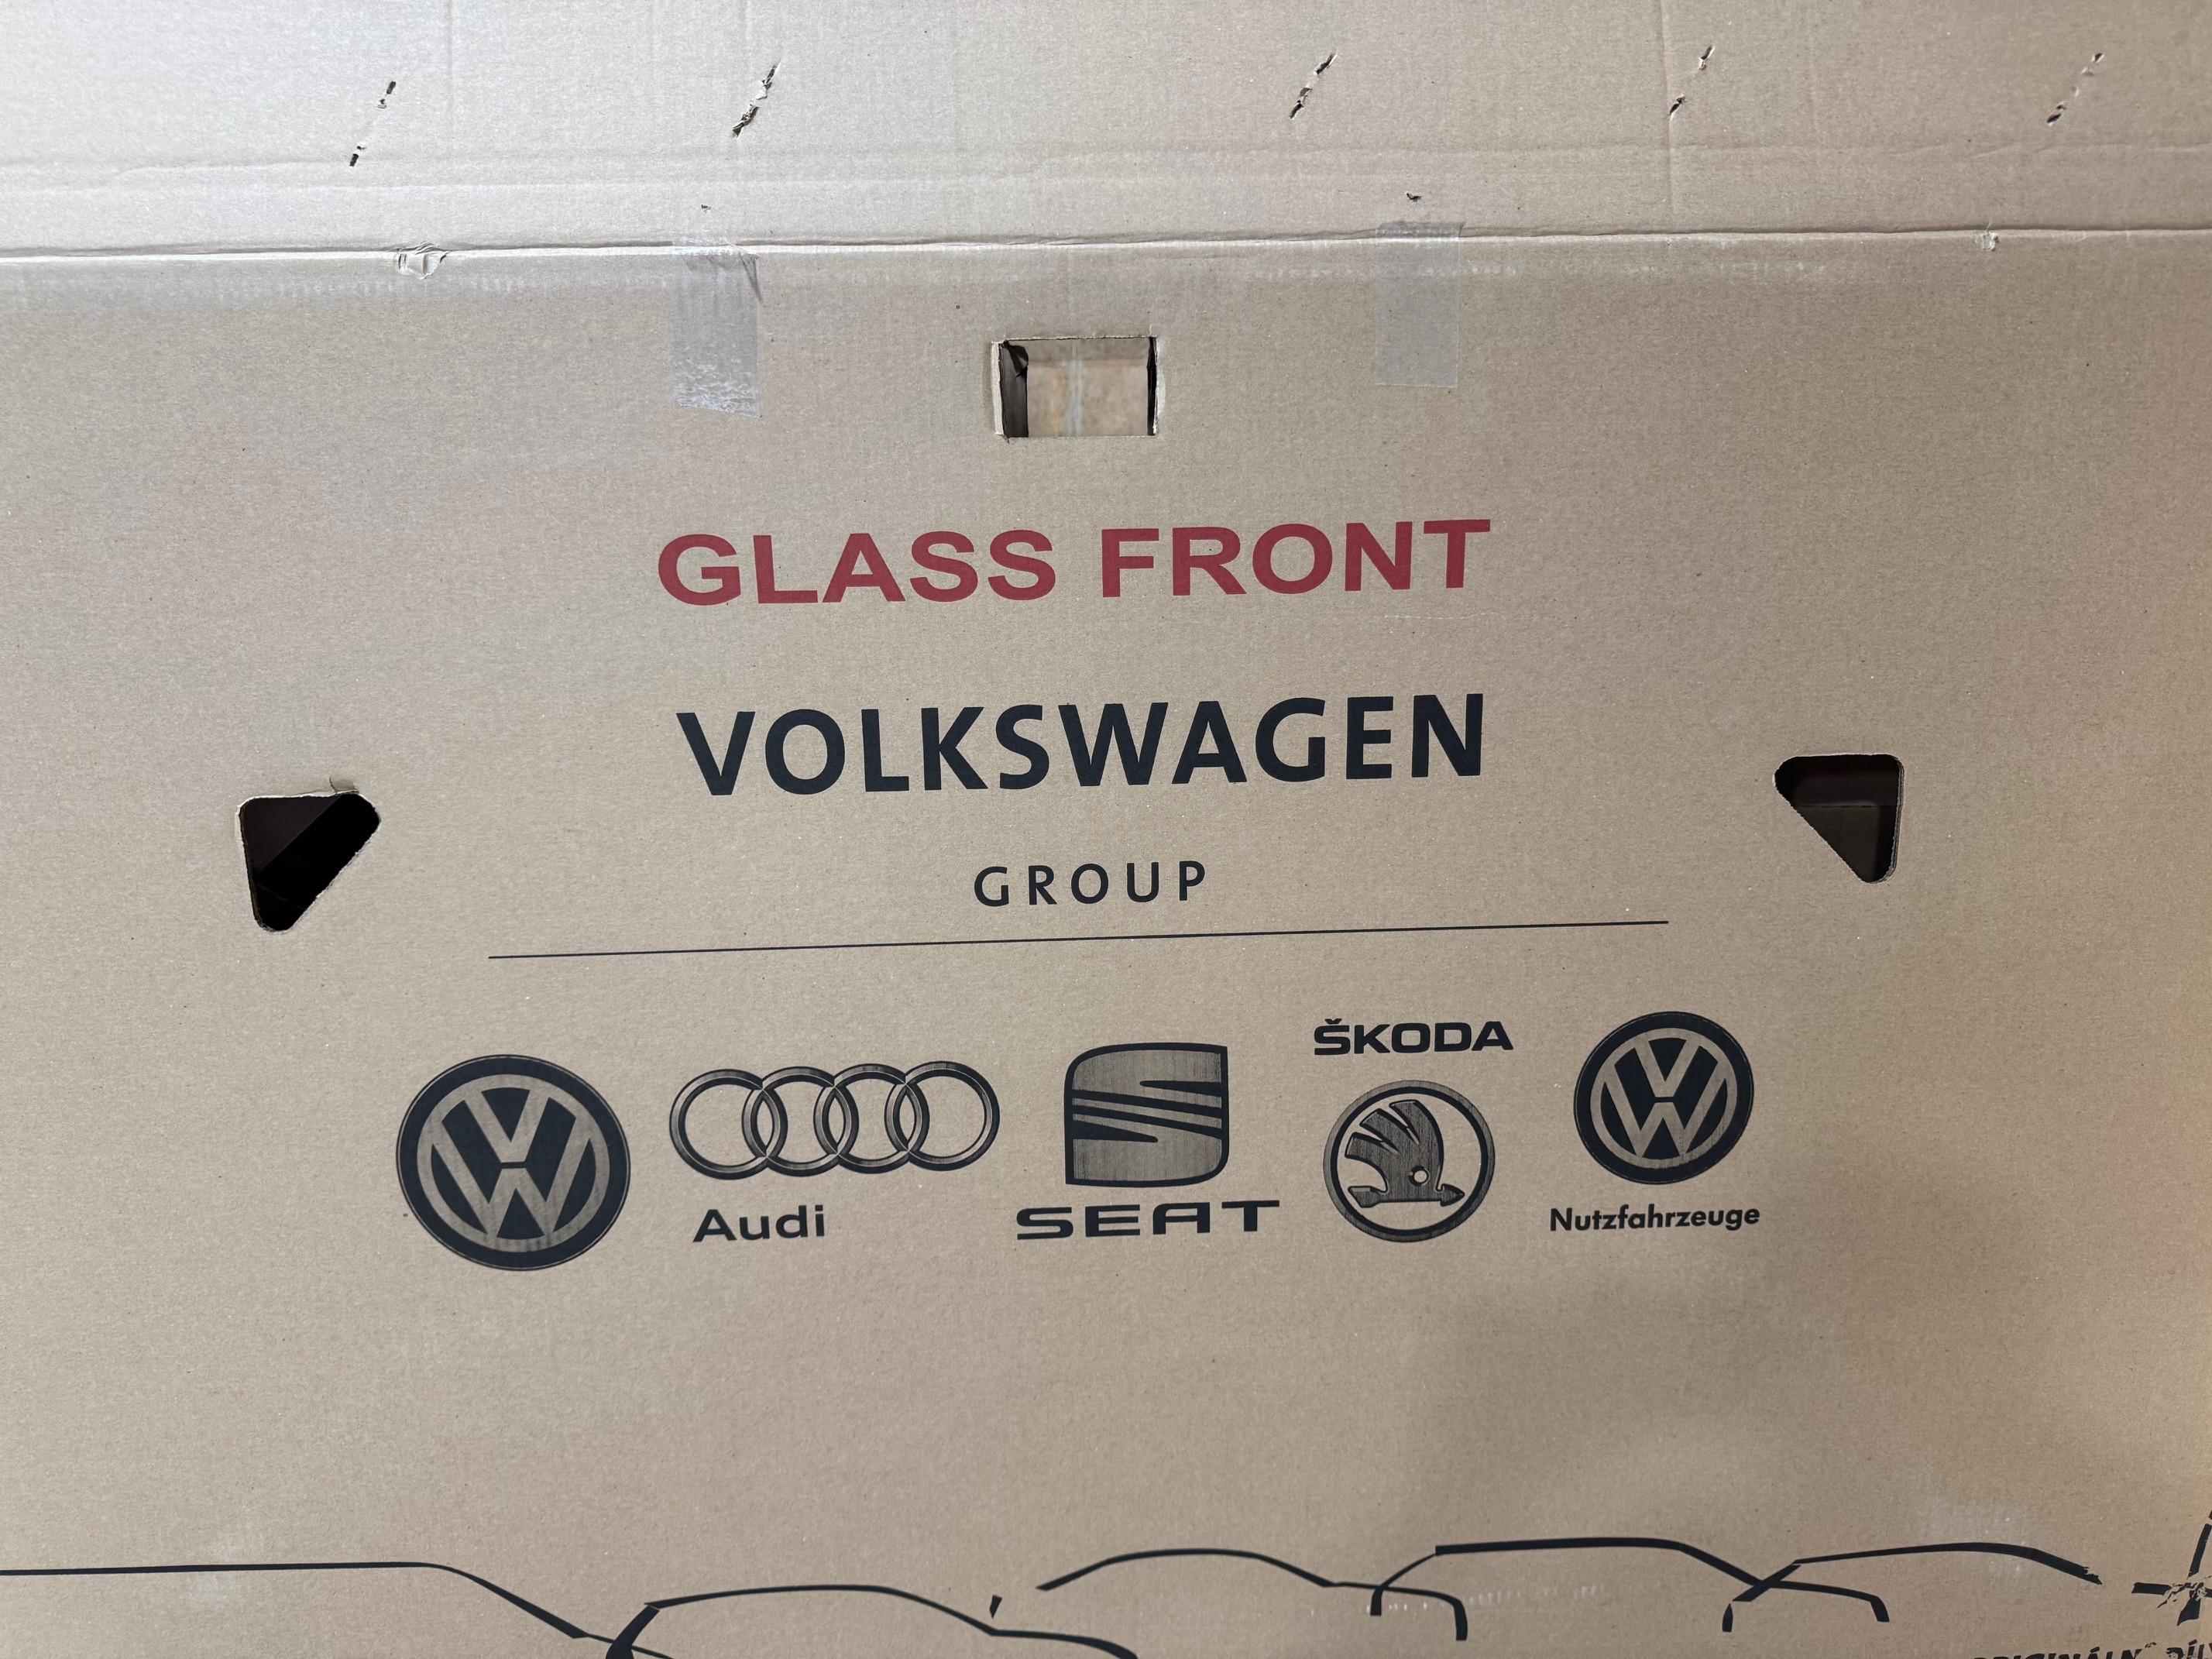 GLASS FRONT
VOLKSWAGEN
GROUP
Audi
SEAT
ŠKODA
Nutzfahrzeuge